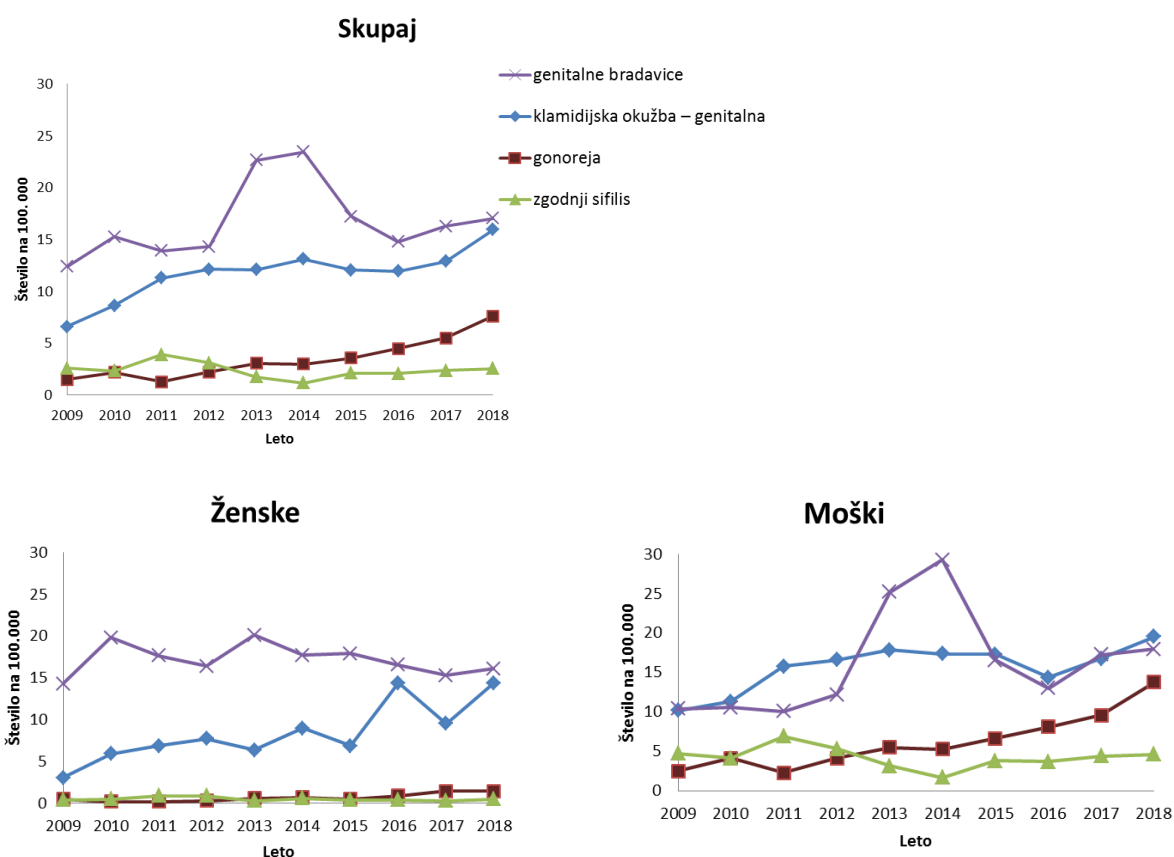 Skupaj
genitalne bradavice
klamidijska okužba – genitalna
gonoreja
zgodnji sifilis
30
25
20
15
10
5
0
Število na 100. 000
2009 2010 2011 2012 2013 2014 2015 2016 2017 2018
Leto
Ženske
30
25
20
15
10
5
0
Število na 100.000
2009 2010 2011 2012 2013 2014 2015 2016 2017 2018
Leto
Moški
30
25
20
15
10
5
0
Število na 100.000
2009 2010 2011 2012 2013 2014 2015 2016 2017 2018
Leto